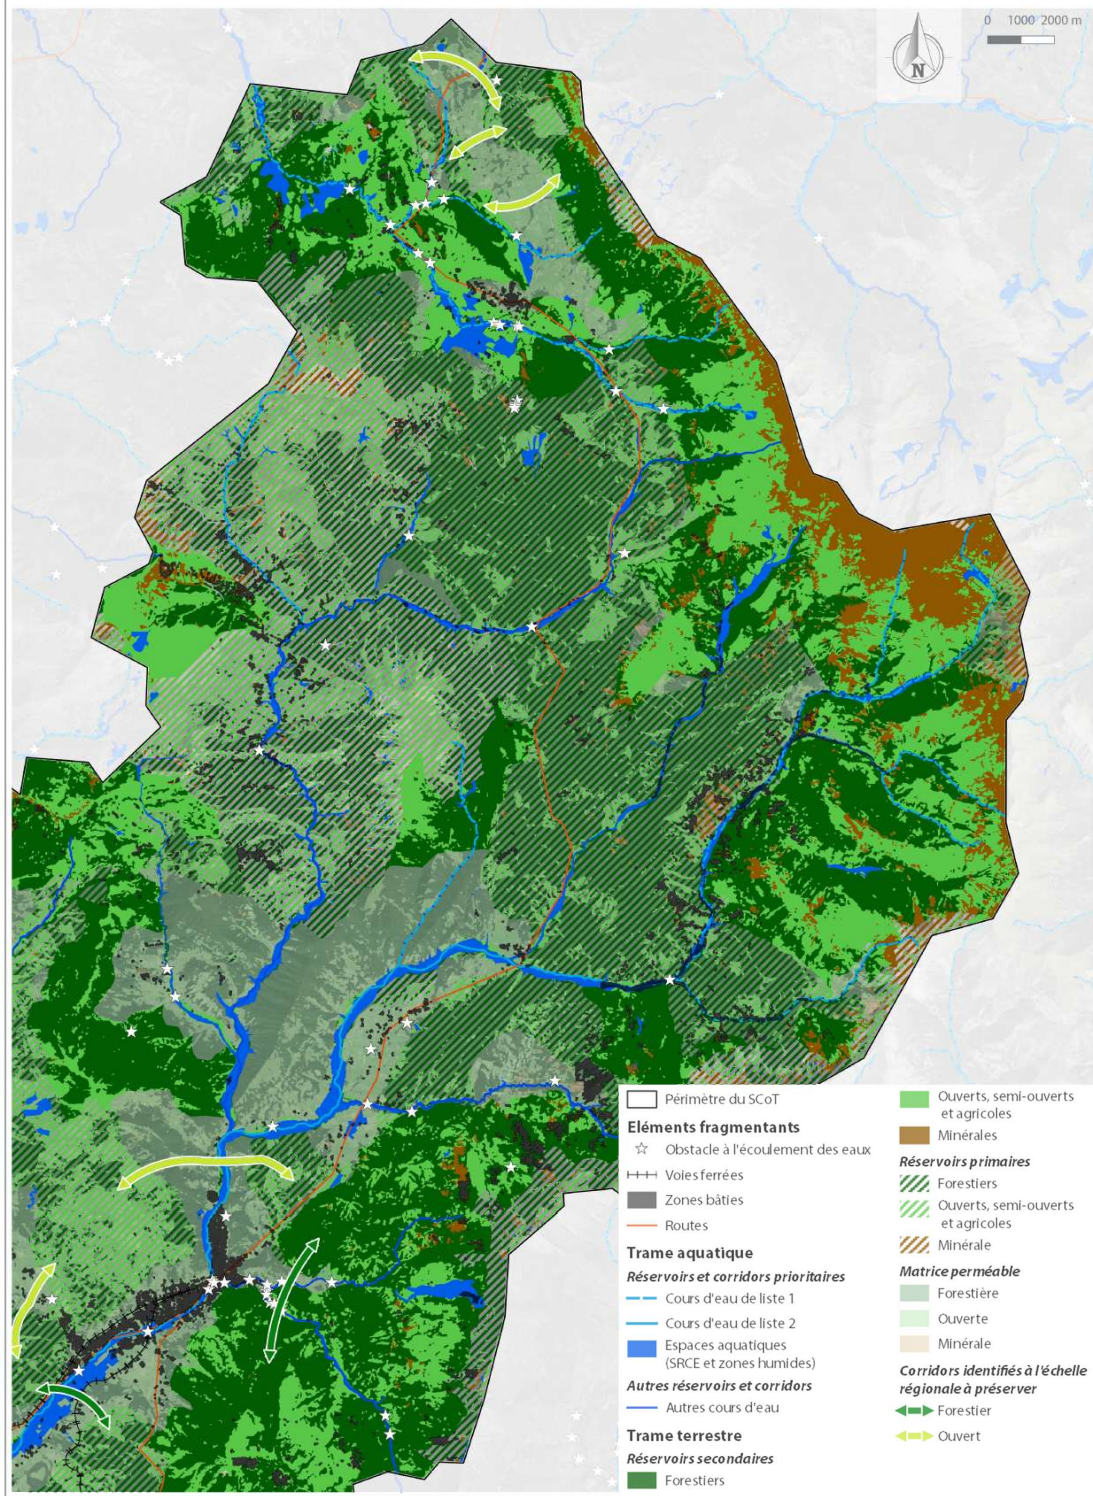 0 1000 2000 m
N
Périmètre du SCoT
Eléments fragmentants
Obstacle à l'écoulement des eaux
Voies ferrées
Zones bâties
Routes
Trame aquatique
Réservoirs et corridors prioritaires
Cours d'eau de liste 1
Cours d'eau de liste 2
Espaces aquatiques
(SRCE et zones humides)
Autres réservoirs et corridors
Autres cours d'eau
Trame terrestre
Réservoirs secondaires
Forestiers
Ouverts, semi-ouverts
et agricoles
Minérales
Réservoirs primaires
Forestiers
Ouverts, semi-ouverts
et agricoles
Minérale
Matrice perméable
Forestière
Ouverte
Minérale
Corridors identifiés à l'échelle
régionale à préserver
Forestier
Ouvert